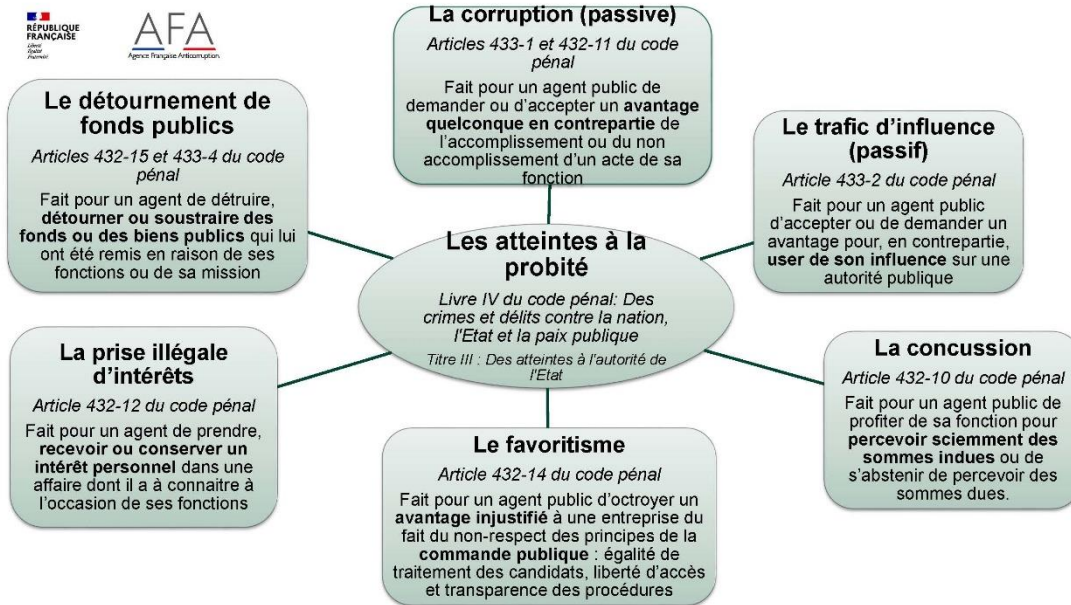 RÉPUBLIQUE
FRANÇAISE
Liberté
Égalité
Fraternité
AFA
Agence Française Anticorruption
La corruption (passive)
Articles 433-1 et 432-11 du code
pénal
Fait pour un agent public de
demander ou d'accepter un avantage
quelconque en contrepartie de
l'accomplissement ou du non
accomplissement d'un acte de sa
fonction
Le détournement de
fonds publics
Articles 432-15 et 433-4 du code
pénal
Fait pour un agent de détruire,
détourner ou soustraire des
fonds ou des biens publics qui lui
ont été remis en raison de ses
fonctions ou de sa mission
Le trafic d'influence
(passif)
Article 433-2 du code pénal
Fait pour un agent public
d'accepter ou de demander un
avantage pour, en contrepartie,
user de son influence sur une
autorité publique
Les atteintes à la
probité
Livre IV du code pénal: Des
crimes et délits contre la nation,
l'Etat et la paix publique
Titre III : Des atteintes à l'autorité de
l'Etat
La prise illégale
d'intérêts
Article 432-12 du code pénal
Fait pour un agent de prendre,
recevoir ou conserver un
intérêt personnel dans une
affaire dont il a à connaitre à
l'occasion de ses fonctions
Le favoritisme
Article 432-14 du code pénal
Fait pour un agent public d'octroyer un
avantage injustifié à une entreprise du
fait du non-respect des principes de la
commande publique : égalité de
traitement des candidats, liberté d'accès
et transparence des procédures
La concussion
Article 432-10 du code pénal
Fait pour un agent public de
profiter de sa fonction pour
percevoir sciemment des
sommes indues ou de
s'abstenir de percevoir des
sommes dues.